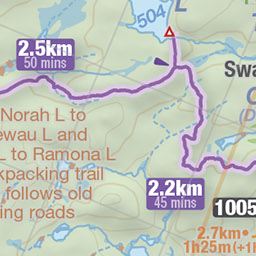 504
L
2.5km
50 mins
Swa
Norah L to
ewau L and
L to Ramona L
kpacking trail
follows old
ing roads
2.2km
45 mins
1005
2.7km•
1h25m (+1